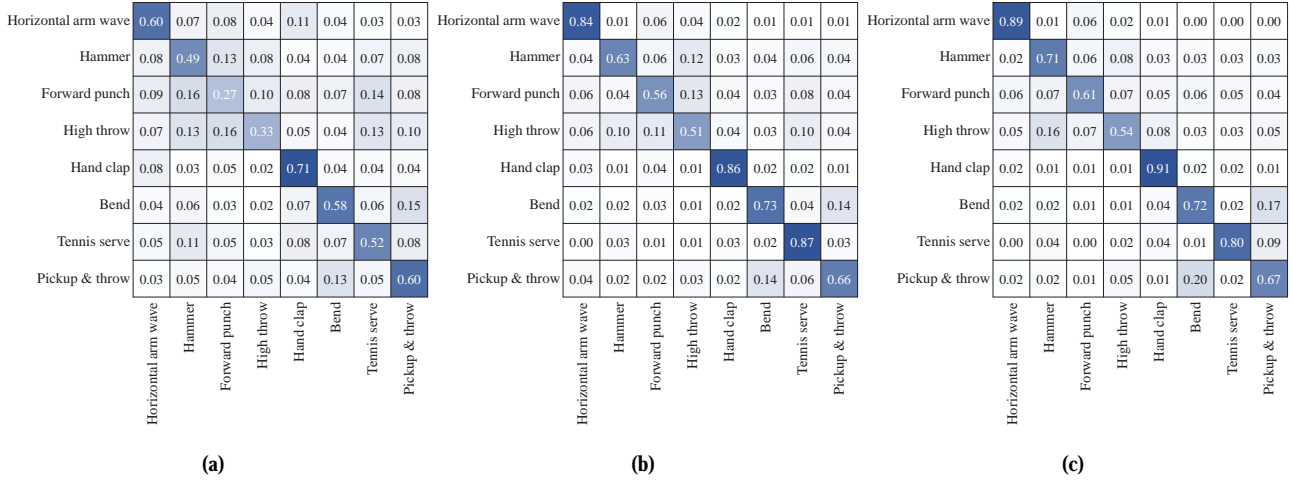 Horizontal arm wave 0.60 0.07 0.08 0.04 0.11 0.04 0.03 0.03
Hammer 0.08 0.49 0.13 0.08 0.04 0.04 0.07 0.08
Forward punch 0.09 0.16 0.27 0.10 0.08 0.07 0.14 0.08
High throw 0.07 0.13 0.16 0.33 0.05 0.04 0.13 0.10
Hand clap 0.08 0.03 0.05 0.02 0.71 0.04 0.04 0.04
Bend 0.04 0.06 0.03 0.02 0.07 0.58 0.06 0.15
Tennis serve 0.05 0.11 0.05 0.03 0.08 0.07 0.52 0.08
Pickup & throw 0.03 0.05 0.04 0.05 0.04 0.13 0.05 0.60
Horizontal arm wave
Hammer
Forward punch
High throw
Hand clap
Bend
Tennis serve
Pickup & throw
(a)
Horizontal arm wave 0.84 0.01 0.06 0.04 0.02 0.01 0.01 0.01
Hammer 0.04 0.63 0.06 0.12 0.03 0.04 0.06 0.04
Forward punch 0.06 0.04 0.56 0.13 0.04 0.03 0.08 0.04
High throw 0.06 0.10 0.11 0.51 0.04 0.03 0.10 0.04
Hand clap 0.03 0.01 0.04 0.01 0.86 0.02 0.02 0.01
Bend 0.02 0.02 0.02 0.01 0.03 0.73 0.04 0.14
Tennis serve 0.00 0.03 0.01 0.01 0.03 0.02 0.87 0.03
Pickup & throw 0.04 0.02 0.02 0.03 0.02 0.14 0.06 0.66
Horizontal arm wave
Hammer
Forward punch
High throw
Hand clap
Bend
Tennis serve
Pickup & throw
(b)
Horizontal arm wave 0.89 0.01 0.06 0.02 0.01 0.00 0.00 0.00
Hammer 0.02 0.71 0.06 0.08 0.03 0.03 0.03 0.03
Forward punch 0.06 0.07 0.61 0.07 0.05 0.06 0.05 0.04
High throw 0.05 0.16 0.07 0.54 0.08 0.03 0.03 0.05
Hand clap 0.02 0.01 0.01 0.01 0.91 0.02 0.02 0.01
Bend 0.02 0.02 0.01 0.01 0.04 0.72 0.02 0.17
Tennis serve 0.00 0.04 0.00 0.02 0.04 0.01 0.80 0.09
Pickup & throw 0.02 0.02 0.01 0.05 0.01 0.20 0.02 0.67
Horizontal arm wave
Hammer
Forward punch
High throw
Hand clap
Bend
Tennis serve
Pickup & throw
(c)